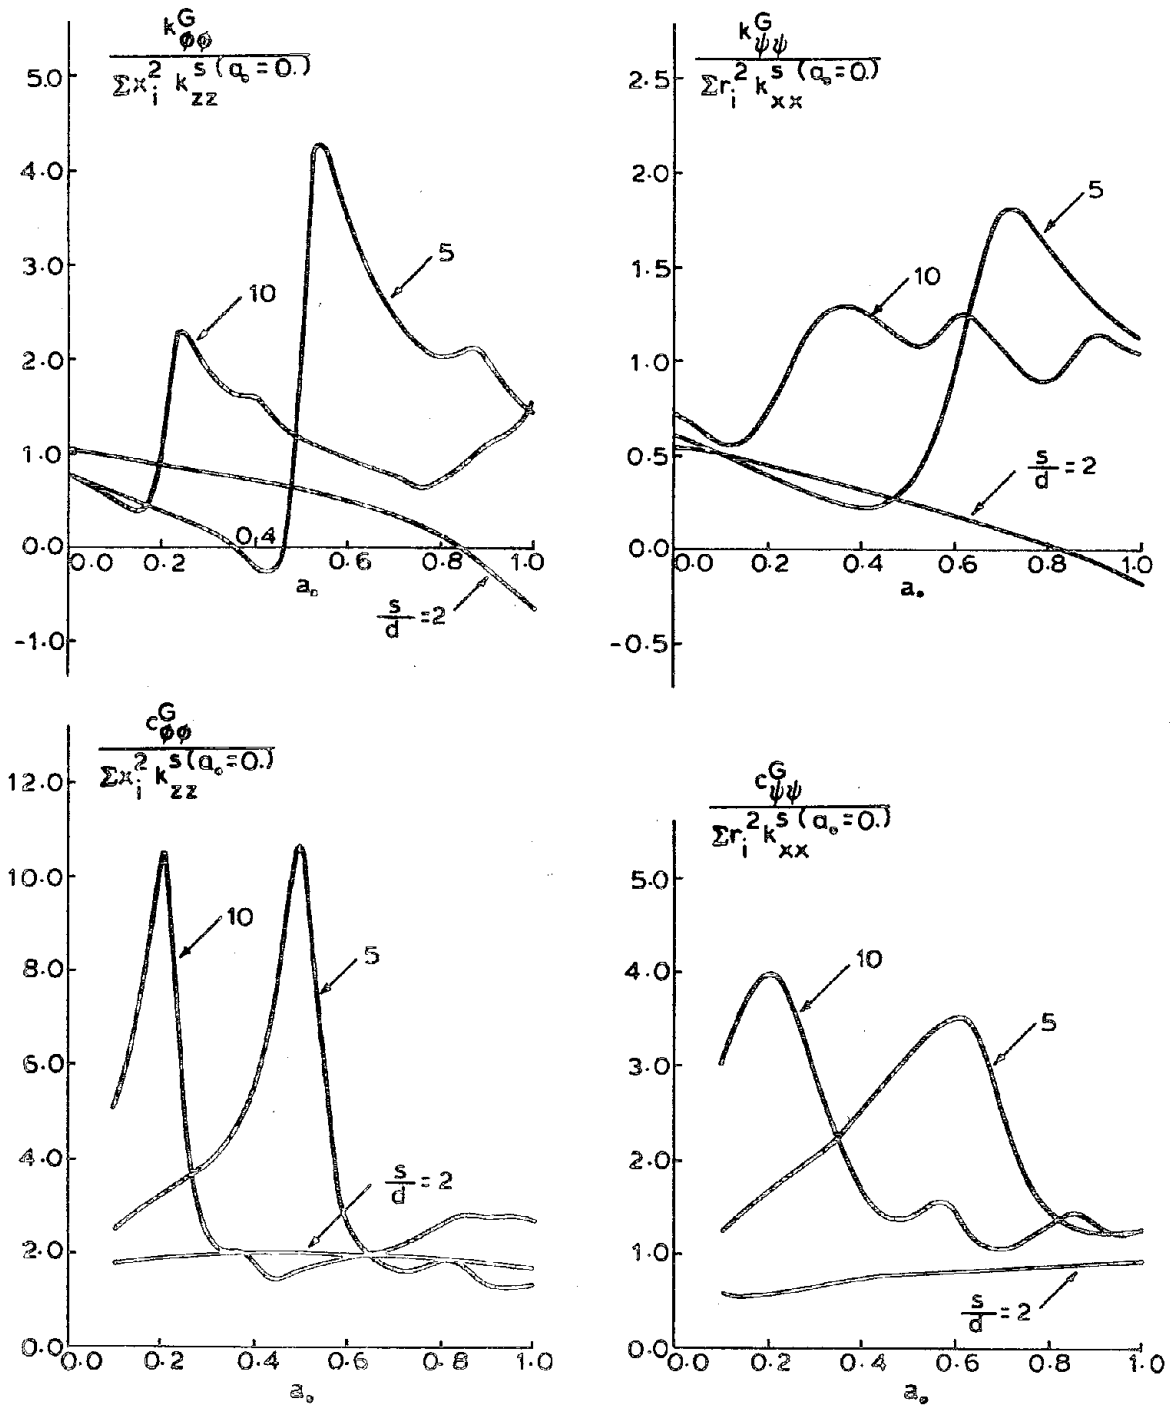 k^G_ϕϕ
Σx_i^2 k_zz^s (a_o=0.)
5.0
4.0
3.0
2.0
1.0
0.0
-1.0
10
5
s/d=2
0.0 0.2 0.4 0.6 0.8 1.0
a_o
k^G_ψψ
Σr_i^2 k_xx^s (a_o=0.)
2.5
2.0
1.5
1.0
0.5
0.0
-0.5
10
5
s/d=2
0.0 0.2 0.4 0.6 0.8 1.0
a_o
c^G_ϕϕ
Σx_i^2 k_zz^s (a_o=0.)
12.0
10.0
8.0
6.0
4.0
2.0
0.0
10
5
s/d=2
0.0 0.2 0.4 0.6 0.8 1.0
a_o
c^G_ψψ
Σr_i^2 k_xx^s (a_o=0.)
5.0
4.0
3.0
2.0
1.0
0.0
10
5
s/d=2
0.0 0.2 0.4 0.6 0.8 1.0
a_o